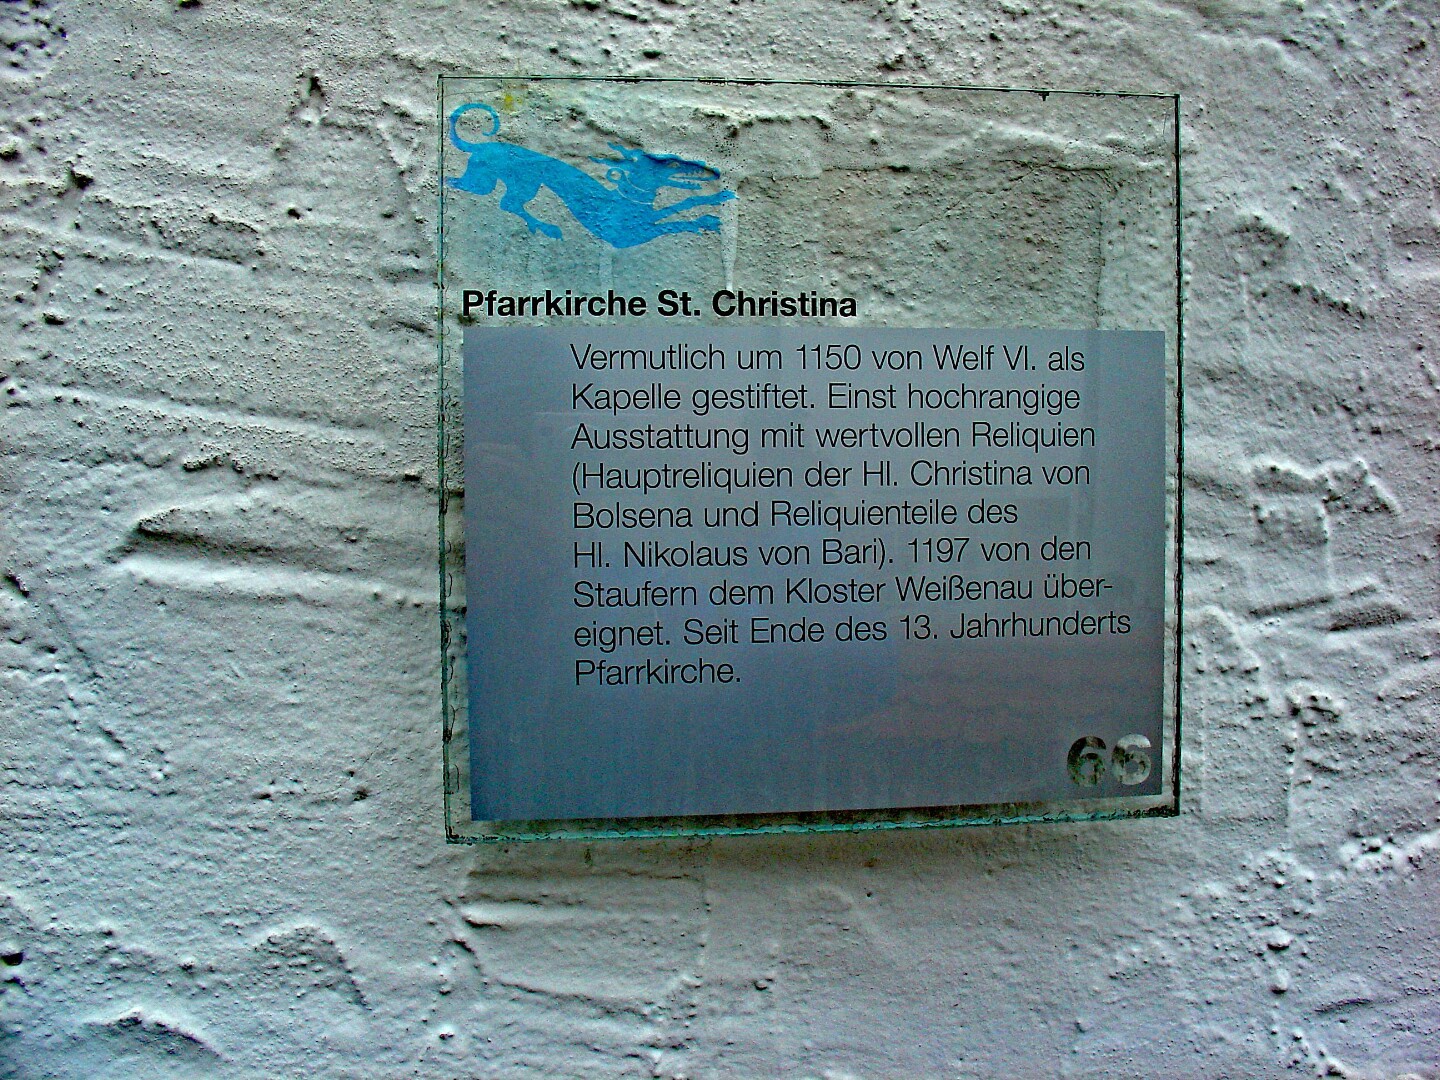 Pfarrkirche St. Christina
Vermutlich um 1150 von Welf VI. als
Kapelle gestiftet. Einst hochrangige
Ausstattung mit wertvollen Reliquien
(Hauptreliquien der Hl. Christina von
Bolsena und Reliquienteile des
Hl. Nikolaus von Bari). 1197 von den
Staufern dem Kloster Weißenau über-
eignet. Seit Ende des 13. Jahrhunderts
Pfarrkirche.
66